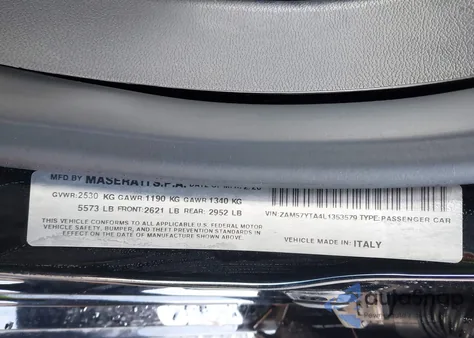 MFD BY MASERATI S.P.A.
GVWR:2530 KG GAWR:1190 KG GAWR:1340 KG
5573 LB FRONT:2621 LB REAR: 2952 LB
VIN:ZAM57YTA4L1353579 TYPE:PASSENGER CAR
THIS VEHICLE CONFORMS TO ALL APPLICABLE U.S. FEDERAL MOTOR
VEHICLE SAFETY, BUMPER, AND THEFT PREVENTION STANDARDS IN
EFFECT ON THE DATE OF MANUFACTURE SHOWN ABOVE.
MADE IN: ITALY
autosnap